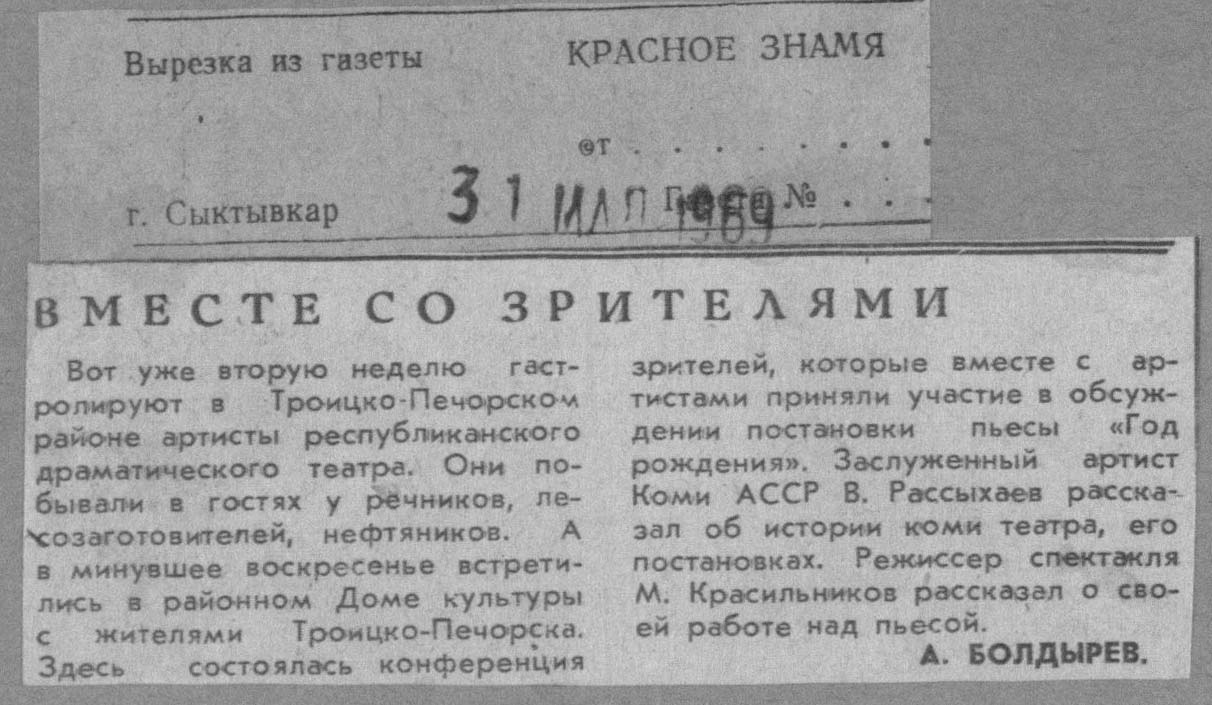 Вырезка из газеты КРАСНОЕ ЗНАМЯ
от . . . . . . . .
г. Сыктывкар 31 МАЯ 1969 Газета № . . .
ВМЕСТЕ СО ЗРИТЕЛЯМИ
Вот уже вторую неделю гаст-
ролируют в Троицко-Печорском
районе артисты республиканского
драматического театра. Они по-
бывали в гостях у речников, ле-
созаготовителей, нефтяников. А
в минувшее воскресенье встрети-
лись в районном Доме культуры
с жителями Троицко-Печорска.
Здесь состоялась конференция
зрителей, которые вместе с ар-
тистами приняли участие в обсуж-
дении постановки пьесы «Год
рождения». Заслуженный артист
Коми АССР В. Рассыхаев расска-
зал об истории коми театра, его
постановках. Режиссер спектакля
М. Красильников рассказал о сво-
ей работе над пьесой.
А. БОЛДЫРЕВ.